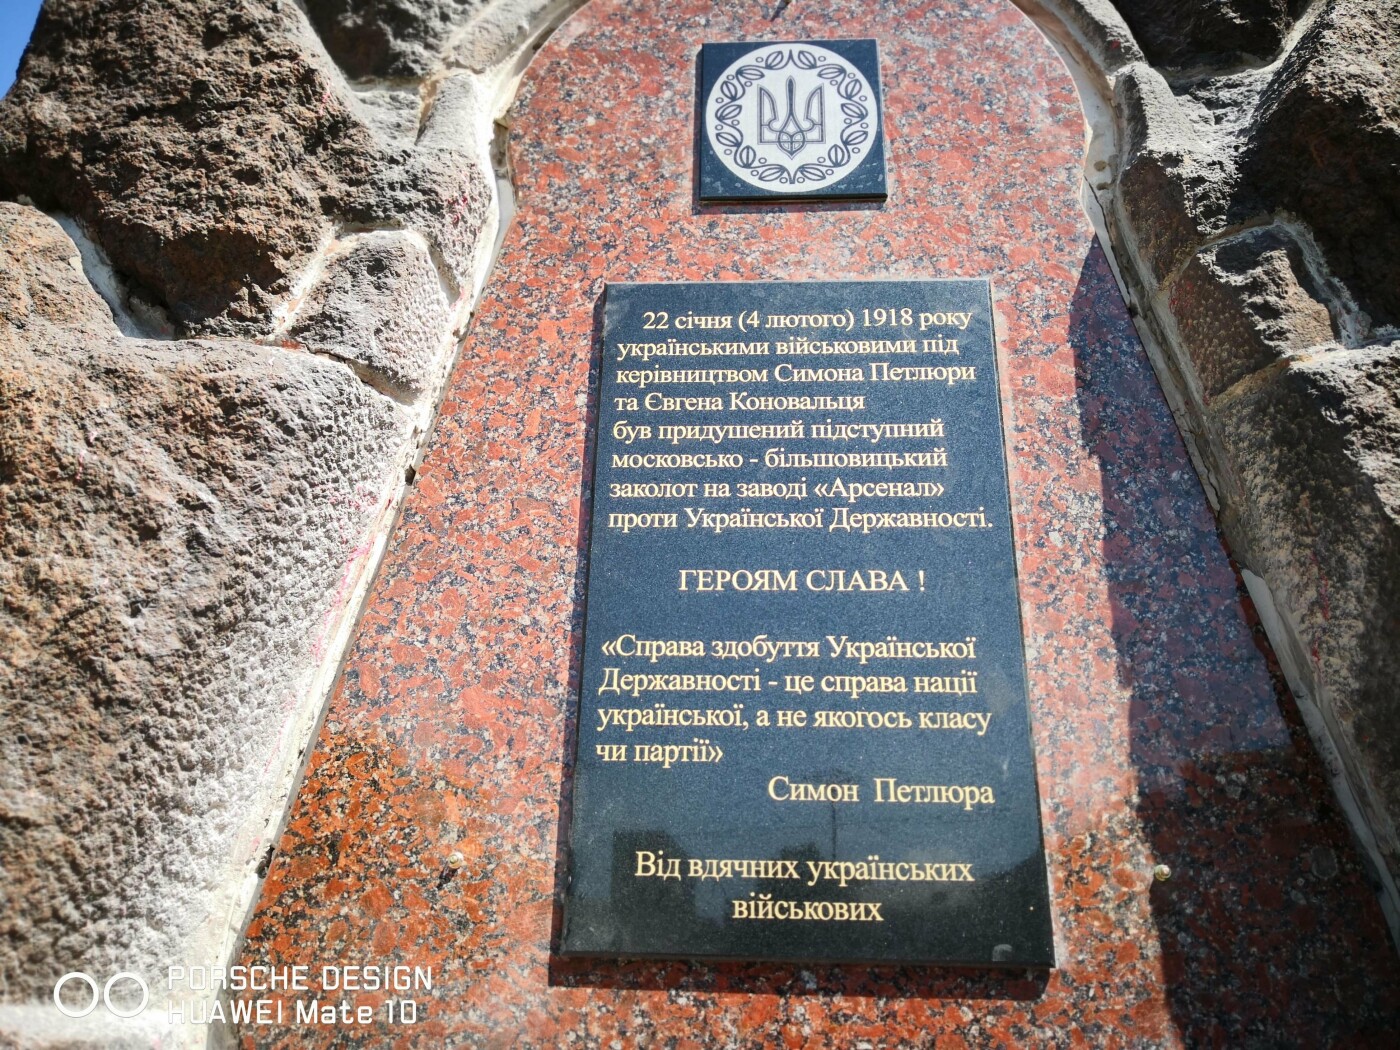 22 січня (4 лютого) 1918 року
українськими військовими під
керівництвом Симона Петлюри
та Євгена Коновальця
був придушений підступний
московсько - більшовицький
заколот на заводі «Арсенал»
проти Української Державності.
ГЕРОЯМ СЛАВА !
«Справа здобуття Української
Державності - це справа нації
української, а не якогось класу
чи партії»
Симон Петлюра
Від вдячних українських
військових
PORSCHE DESIGN
HUAWEI Mate 10